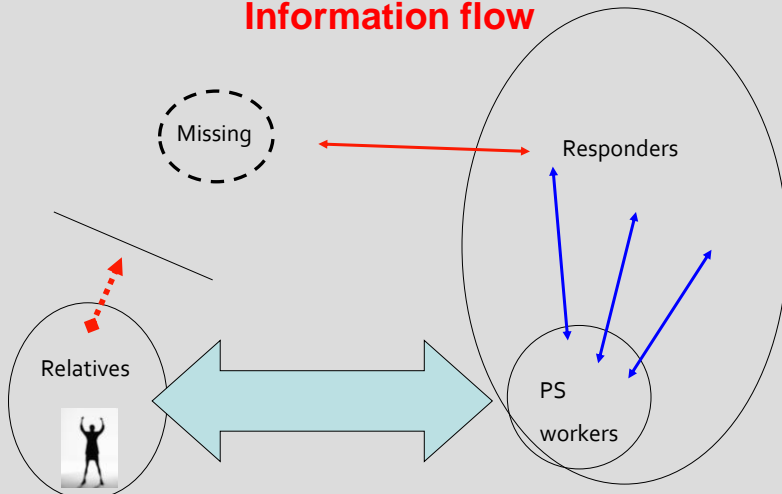 Information flow
Missing
Responders
Relatives
PS
workers